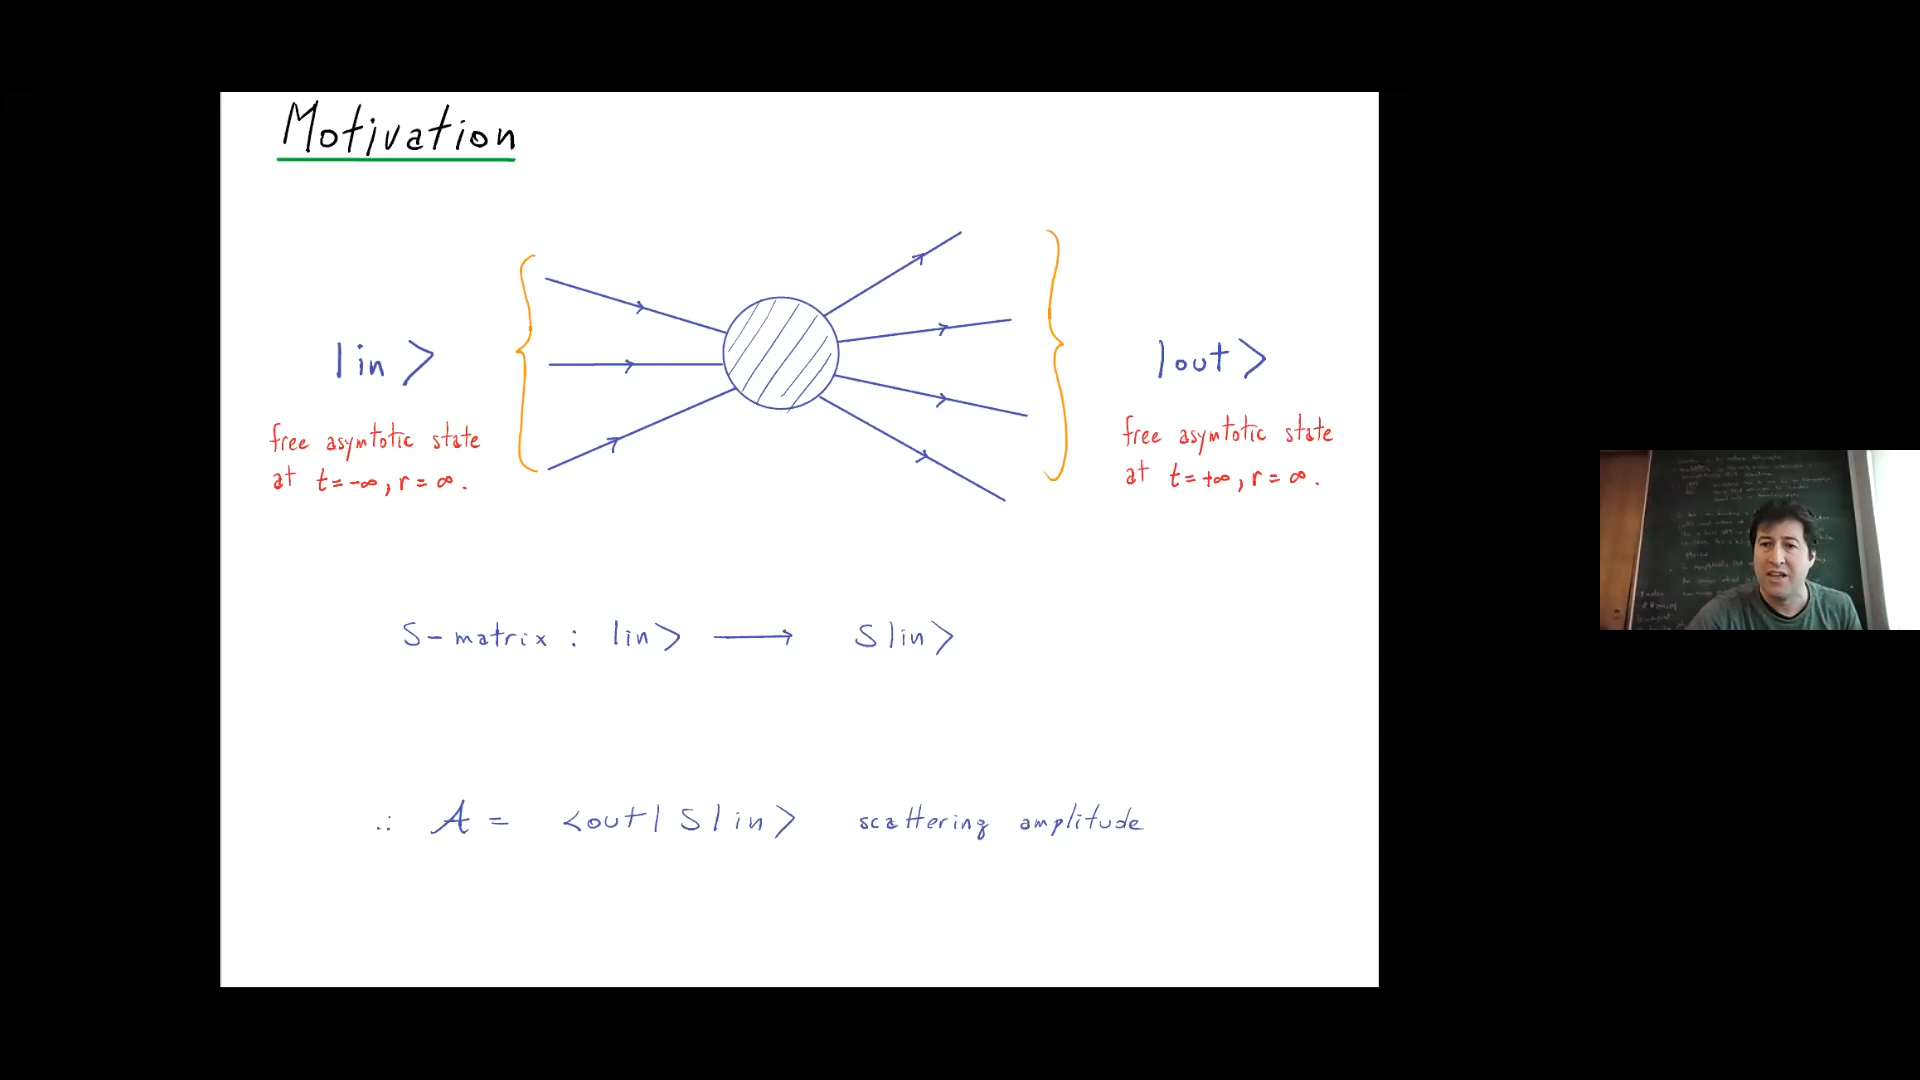 Motivation
|in>
free asymtotic state
at t=-∞, r=∞.
|out>
free asymtotic state
at t=+∞, r=∞.
S-matrix : |in> ⟶ S|in>
∴ A = <out|S|in> scattering amplitude